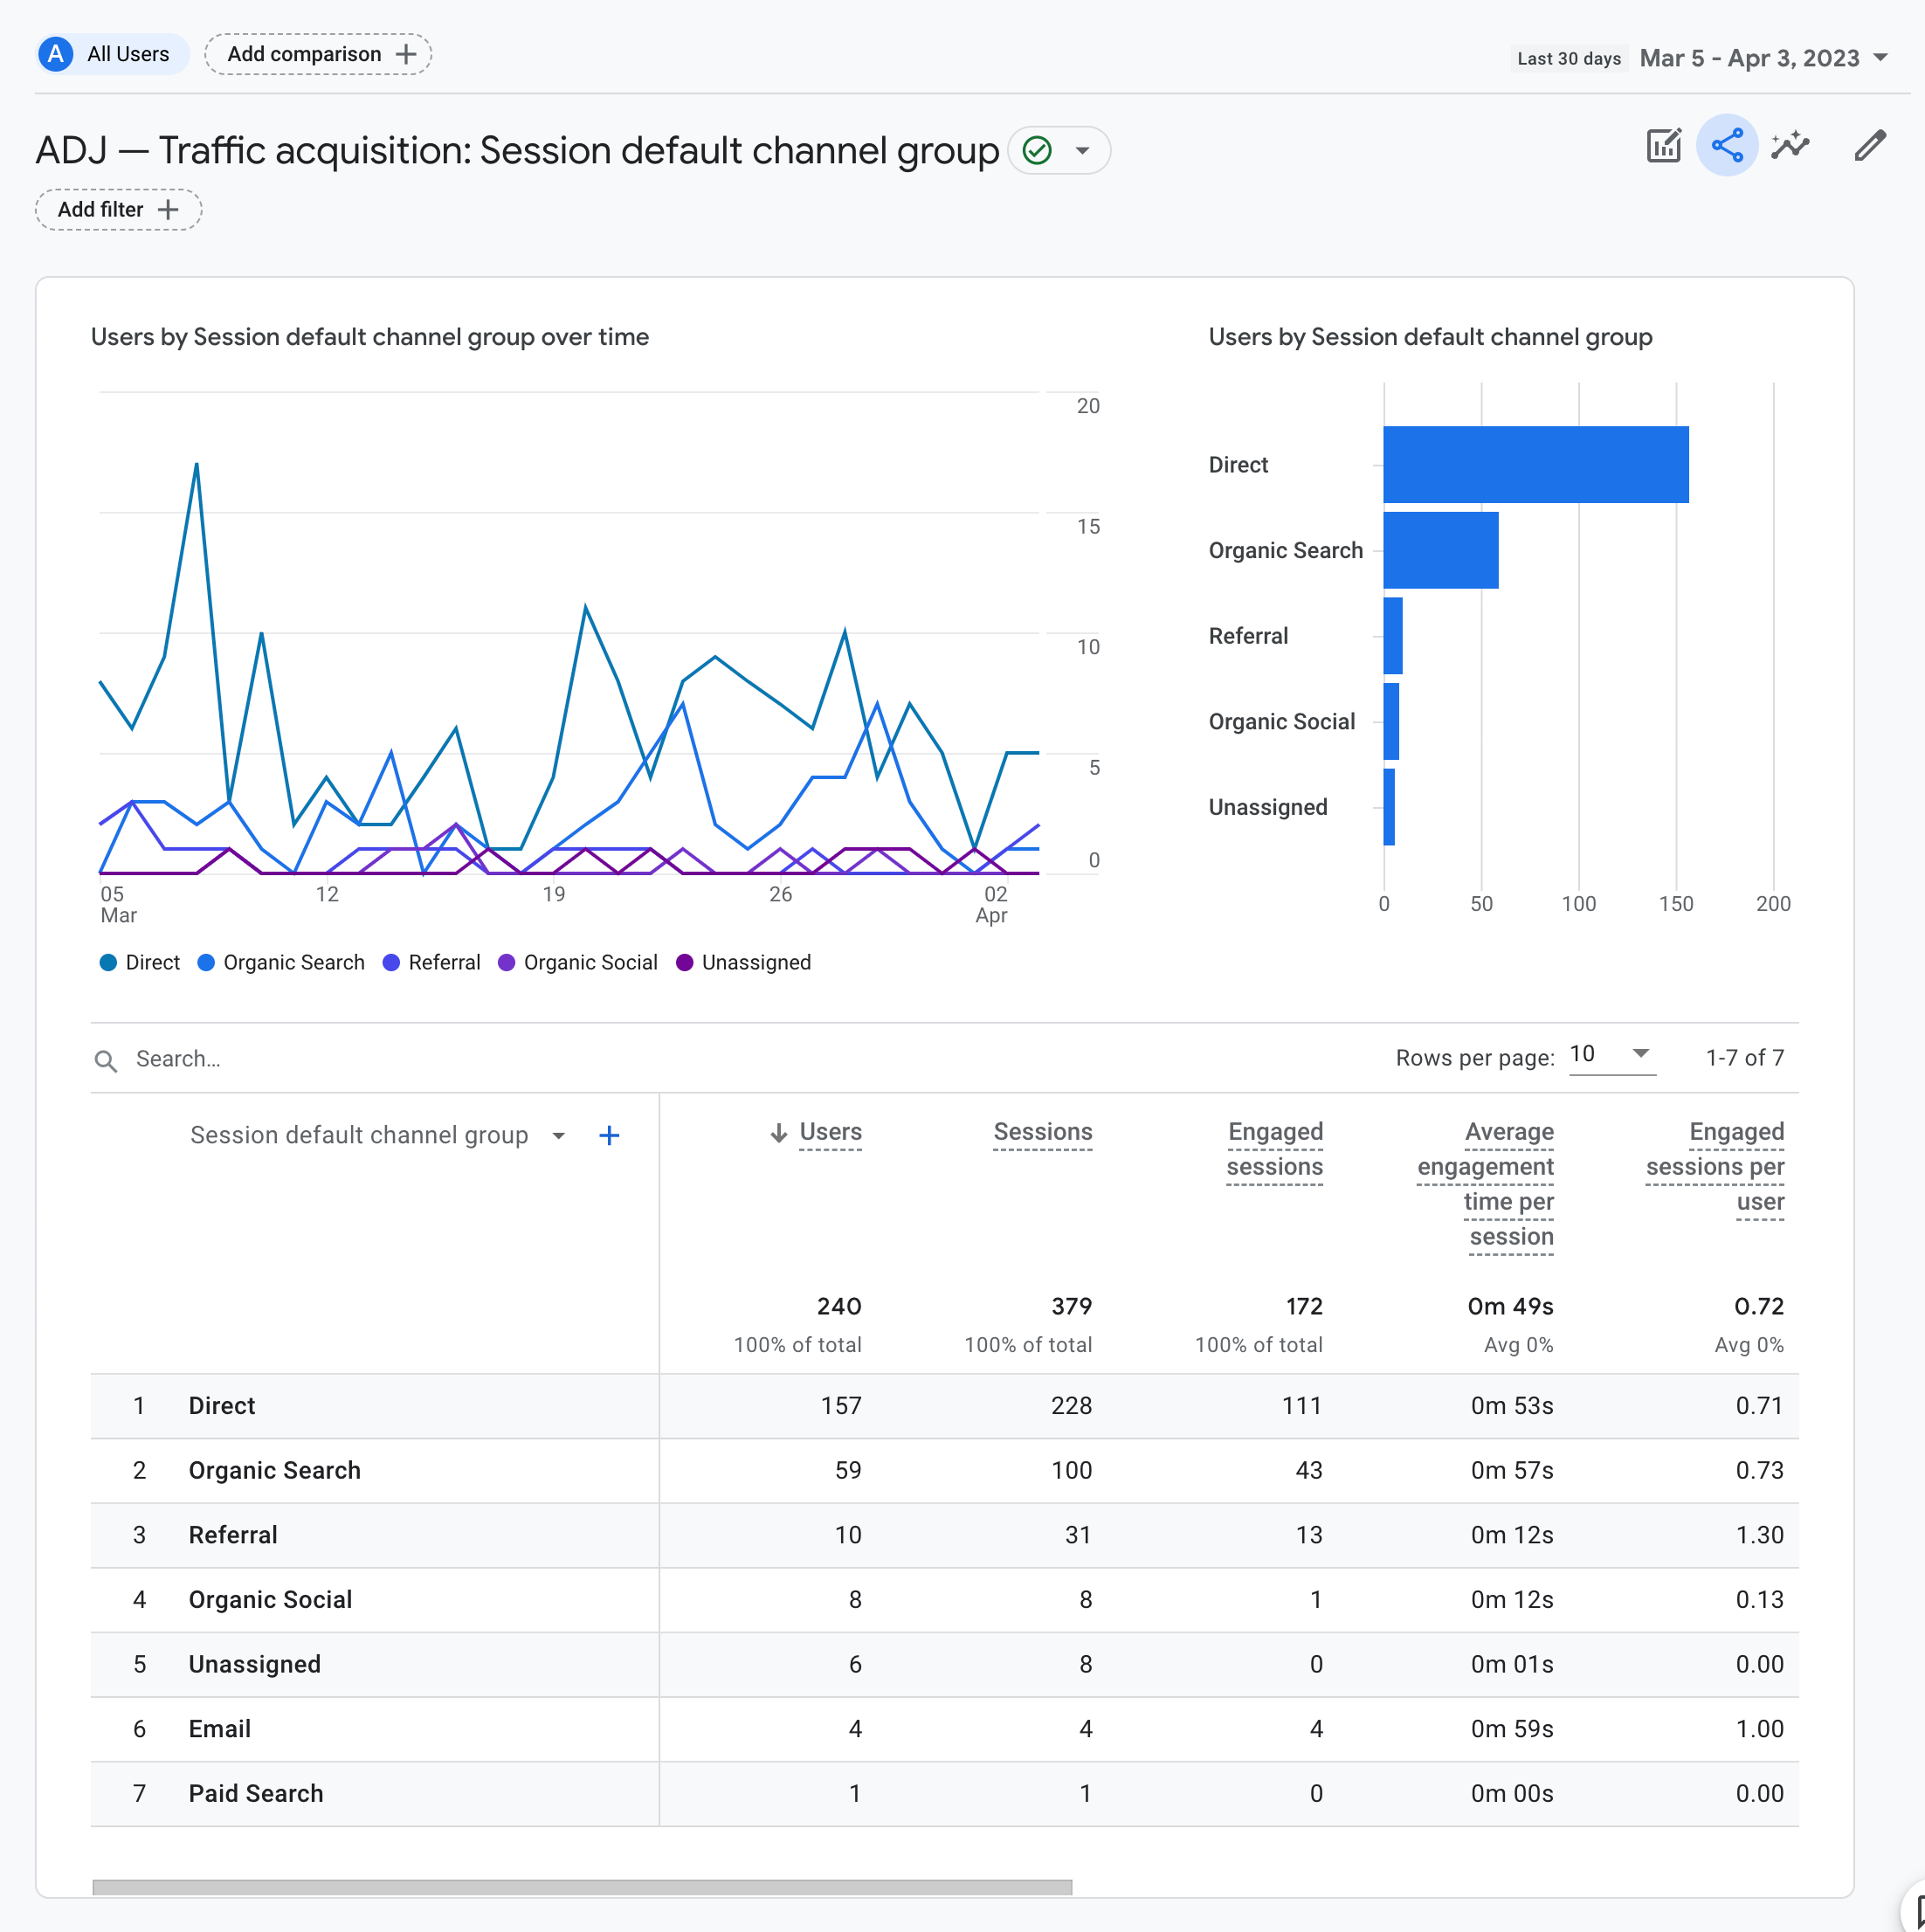 A All Users Add comparison Last 30 days Mar 5 - Apr 3, 2023
ADJ — Traffic acquisition: Session default channel group
Add filter
Users by Session default channel group over time
20
15
10
5
0
05 12 19 26 02
Mar Apr
Direct Organic Search Referral Organic Social Unassigned
Users by Session default channel group
Direct
Organic Search
Referral
Organic Social
Unassigned
0 50 100 150 200
Search... Rows per page: 10 1-7 of 7
Session default channel group
Users
Sessions
Engaged
sessions
Average
engagement
time per
session
Engaged
sessions per
user
240 379 172 0m 49s 0.72
100% of total 100% of total 100% of total Avg 0% Avg 0%
1 Direct 157 228 111 0m 53s 0.71
2 Organic Search 59 100 43 0m 57s 0.73
3 Referral 10 31 13 0m 12s 1.30
4 Organic Social 8 8 1 0m 12s 0.13
5 Unassigned 6 8 0 0m 01s 0.00
6 Email 4 4 4 0m 59s 1.00
7 Paid Search 1 1 0 0m 00s 0.00